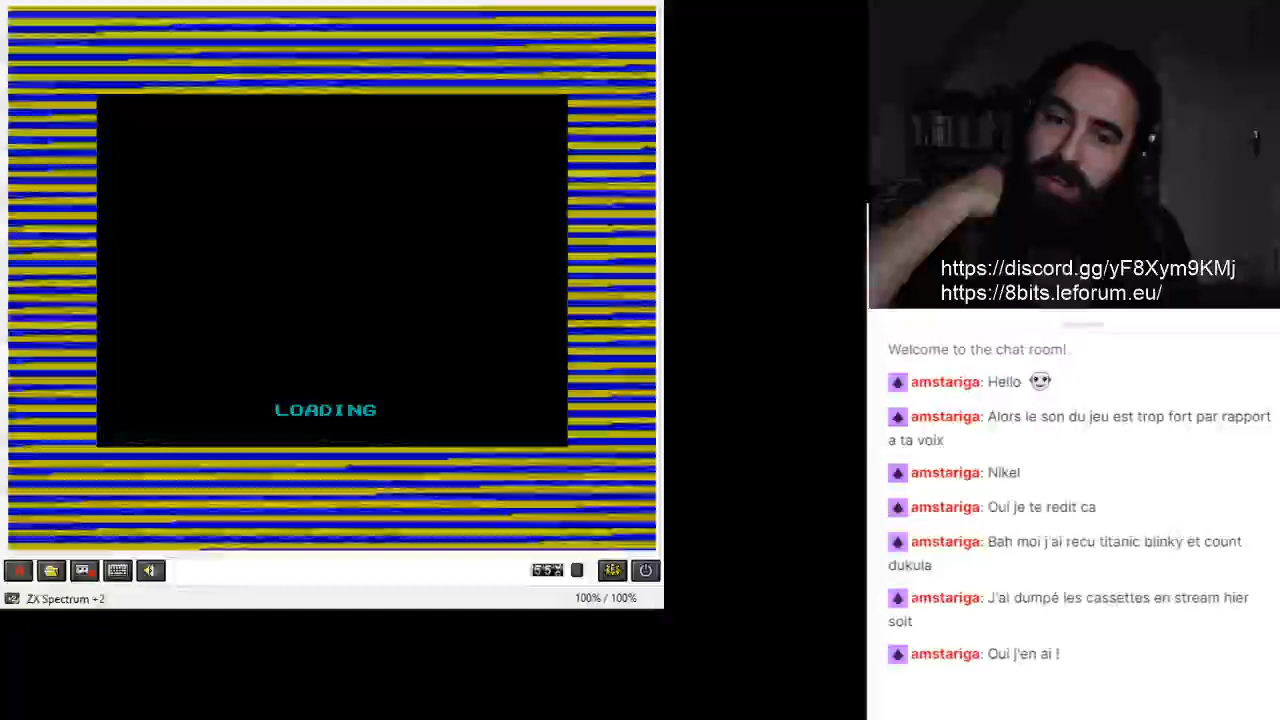 LOADING
ZX Spectrum +2
100% / 100%
https://discord.gg/yF8Xym9KMj
https://8bits.leforum.eu/
Welcome to the chat room!
amstariga: Hello
amstariga: Alors le son du jeu est trop fort par rapport
a ta voix
amstariga: Nikel
amstariga: Oui je te redit ca
amstariga: Bah moi j'ai recu titanic blinky et count
dukula
amstariga: J'ai dumpé les cassettes en stream hier
soit
amstariga: Oui j'en ai !